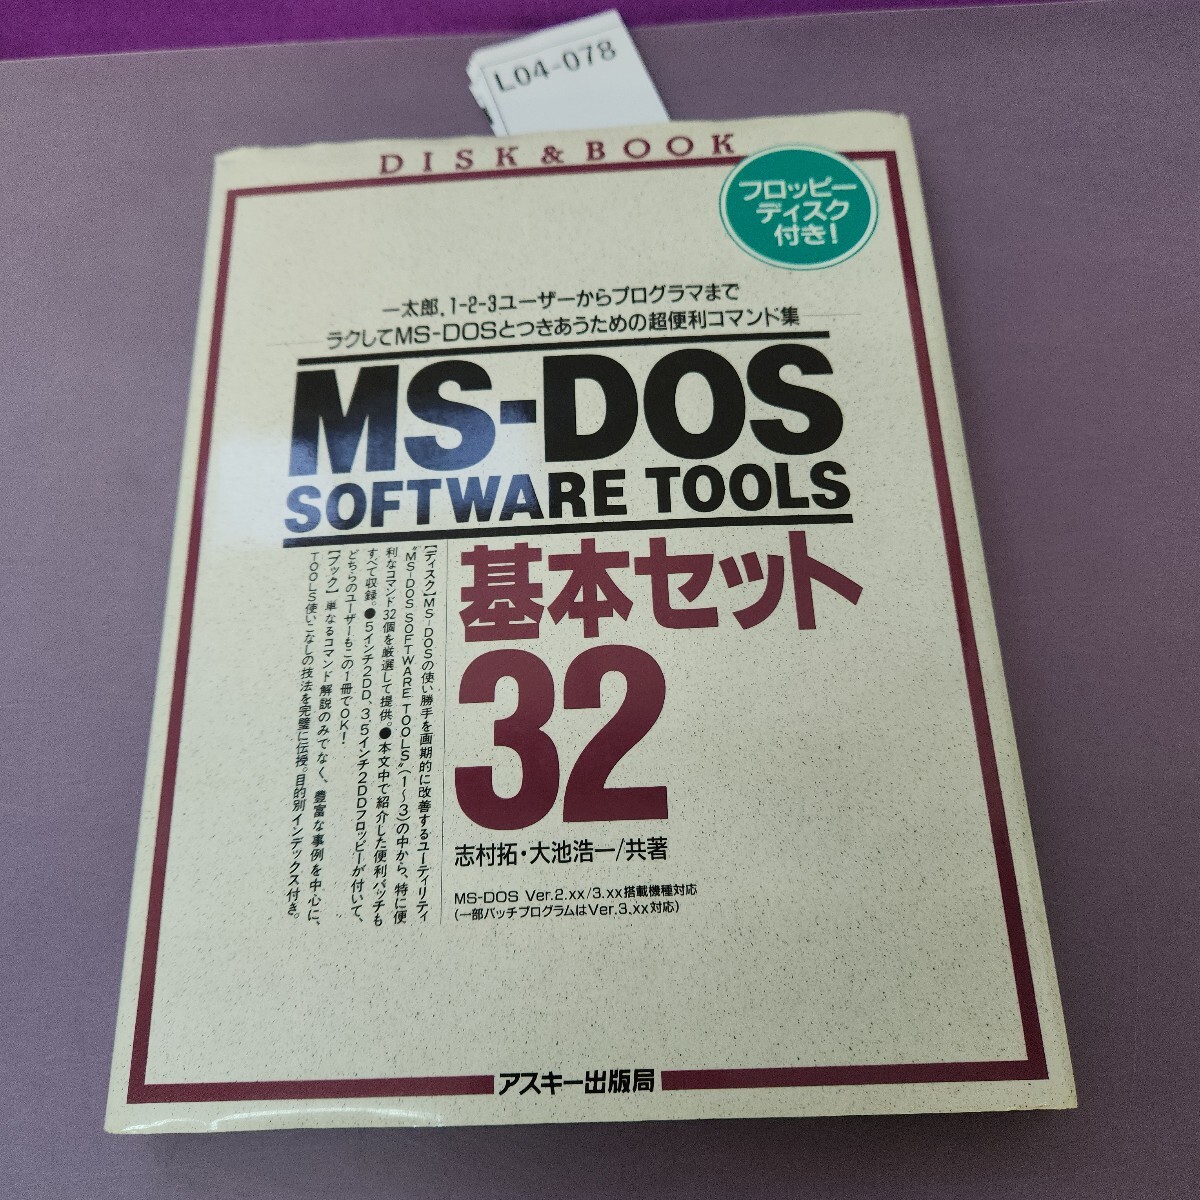 L04-078
DISK & BOOK
フロッピー
ディスク
付き!
一太郎,1-2-3ユーザーからプログラマまで
ラクしてMS-DOSとつきあうための超便利コマンド集
MS-DOS
SOFTWARE TOOLS
基本セット
32
【ディスク】MS-DOSの使い勝手を画期的に改善するユーティリティ
"MS-DOS SOFTWARE TOOLS"(1〜3)の中から、特に便
利なコマンド32個を厳選して提供。●本文中で紹介した便利バッチも
すべて収録。●5インチ2DD、3.5インチ2DDフロッピーが付いて、
どちらのユーザーもこの1冊でOK!
【ブック】単なるコマンド解説のみでなく、豊富な事例を中心に、
TOOLS使いこなしの技法を完璧に伝授。目的別インデックス付き。
志村拓・大池浩一/共著
MS-DOS Ver.2.xx/3.xx搭載機種対応
(一部バッチプログラムはVer.3.xx対応)
アスキー出版局